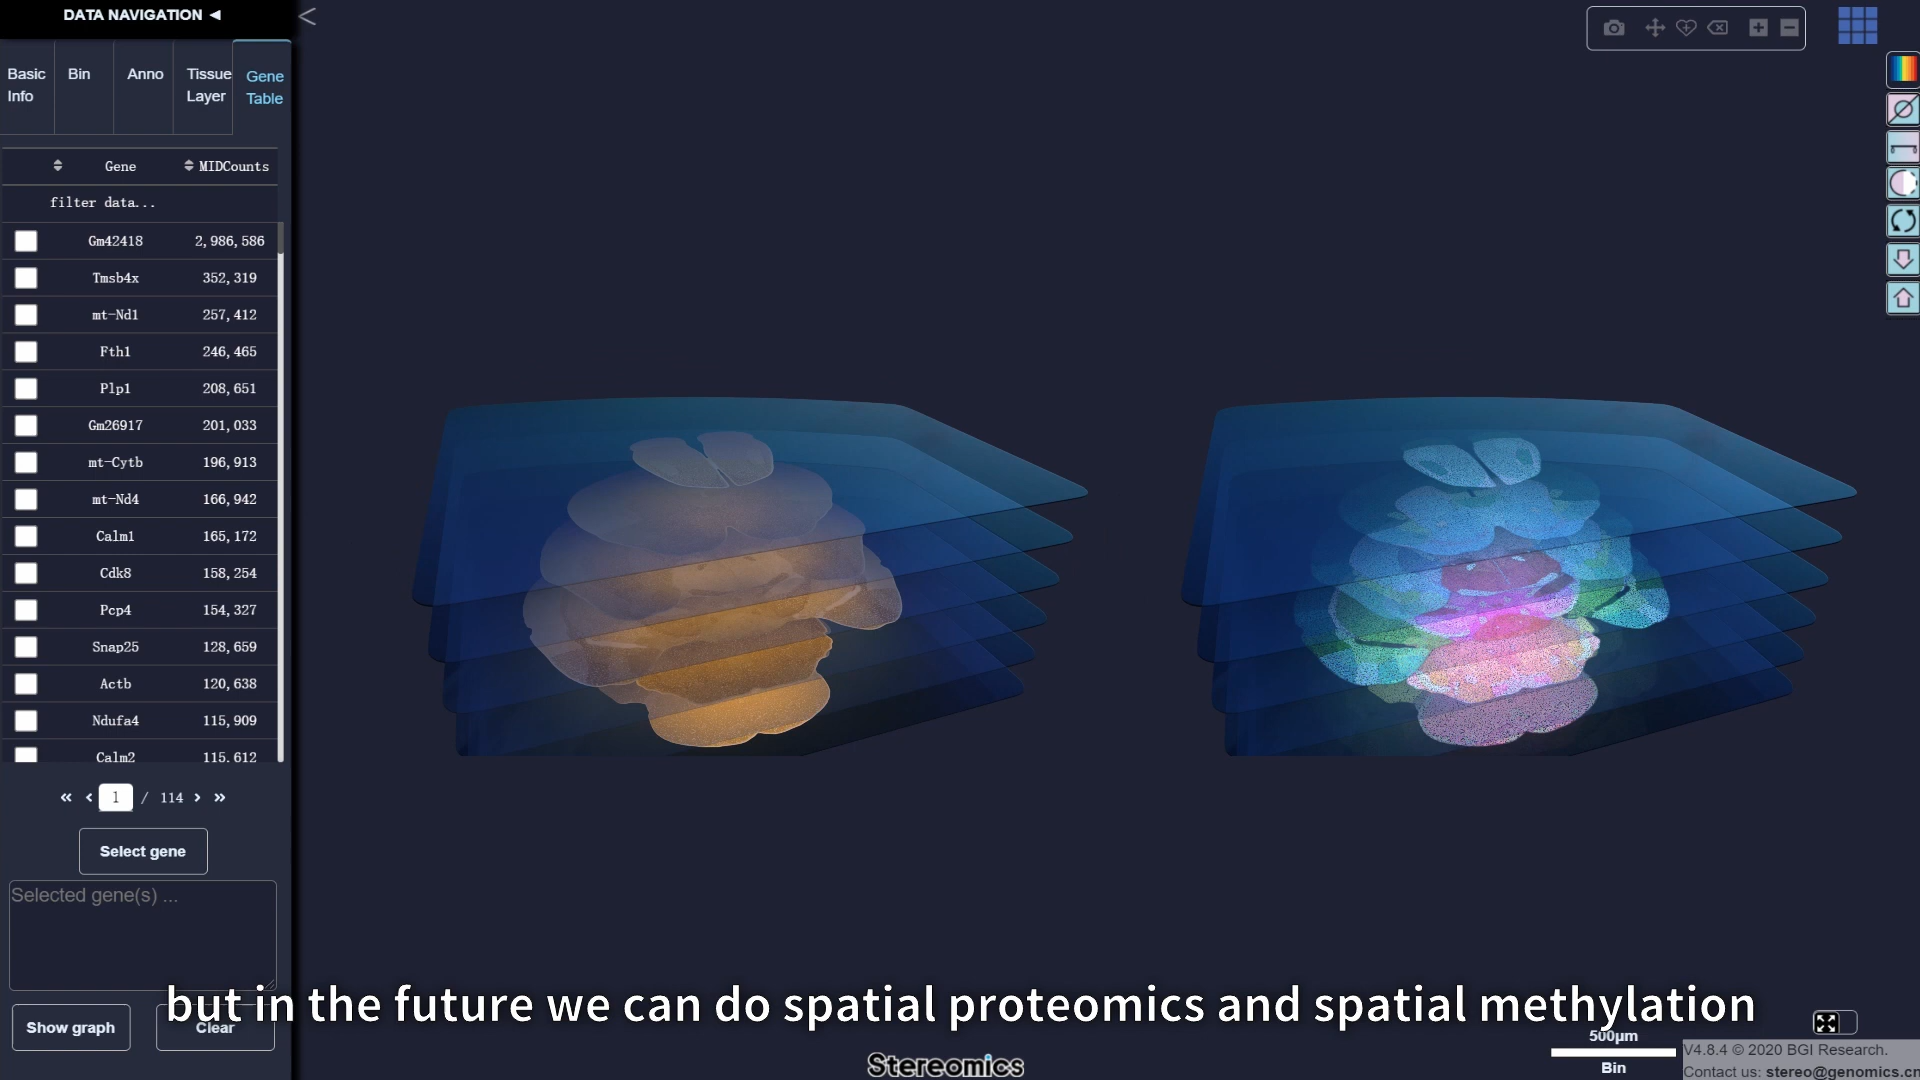 DATA NAVIGATION ◄
Basic Info
Bin
Anno
Tissue Layer
Gene Table
Gene MIDCounts
filter data...
Gm42418 2,986,586
Tmsb4x 352,319
mt-Nd1 257,412
Fth1 246,465
Plp1 208,651
Gm26917 201,033
mt-Cytb 196,913
mt-Nd4 166,942
Calm1 165,172
Cdk8 158,254
Pcp4 154,327
Snap25 128,659
Actb 120,638
Ndufa4 115,909
Calm2 115,612
« ‹ 1 / 114 › »
Select gene
Selected gene(s) ...
Show graph
Clear
but in the future we can do spatial proteomics and spatial methylation
500μm
Bin
Stereomics
V4.8.4 © 2020 BGI Research.
Contact us: stereo@genomics.cn